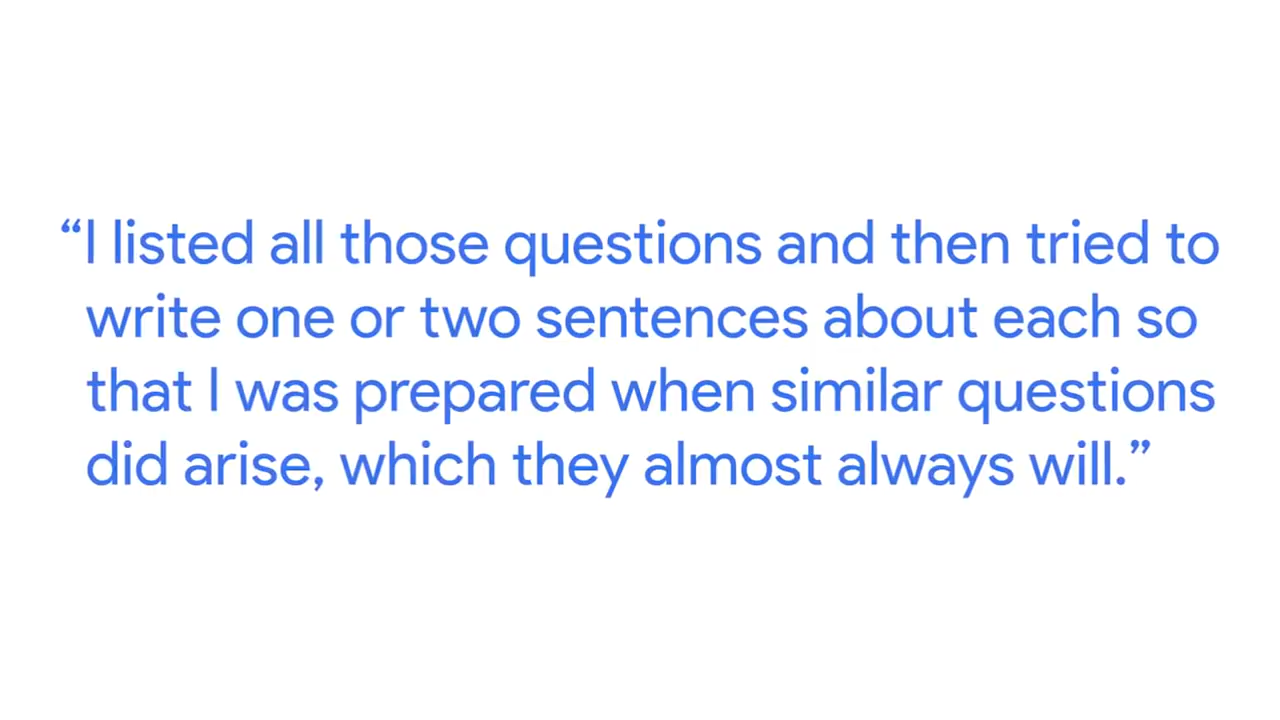 “I listed all those questions and then tried to
write one or two sentences about each so
that I was prepared when similar questions
did arise, which they almost always will.”